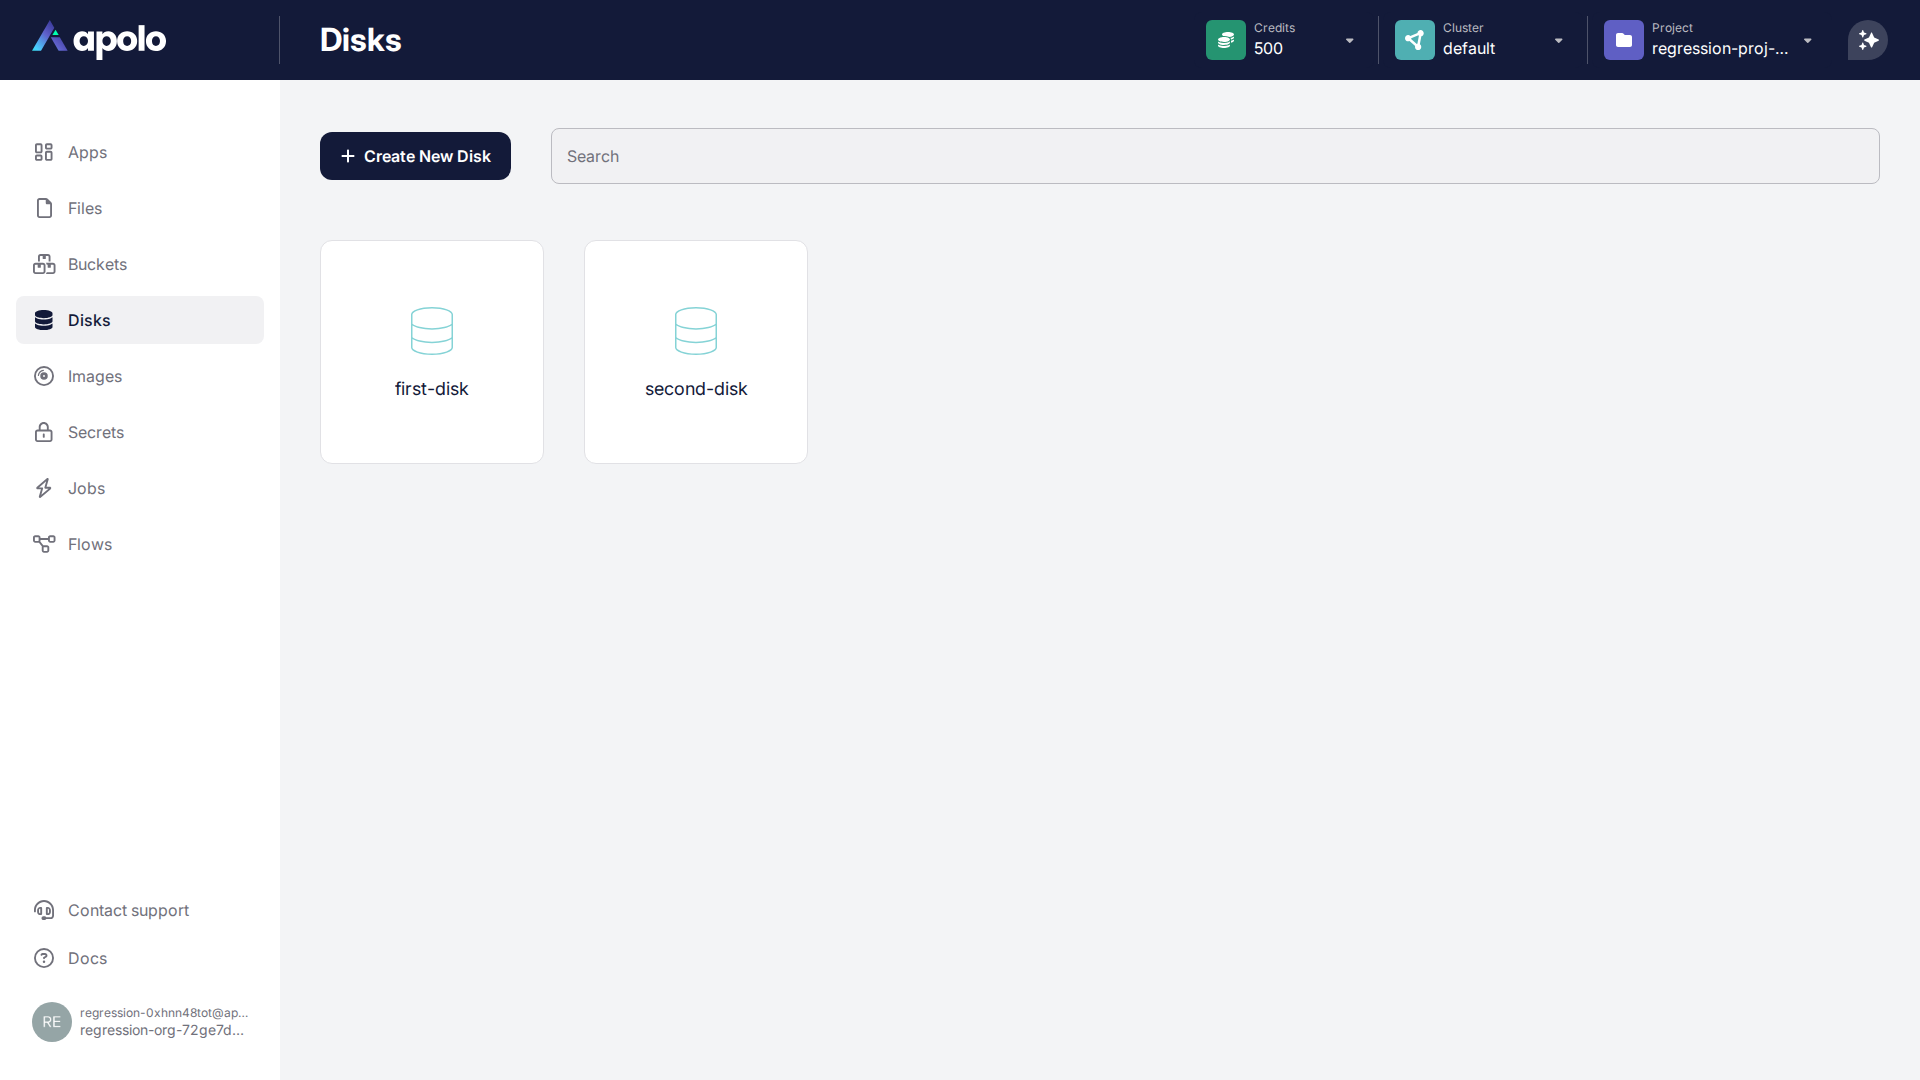 apolo
Disks
Credits
500
Cluster
default
Project
regression-proj-...
Apps
Files
Buckets
Disks
Images
Secrets
Jobs
Flows
Create New Disk
Search
first-disk
second-disk
Contact support
Docs
RE
regression-0xhnn48tot@ap...
regression-org-72ge7d...